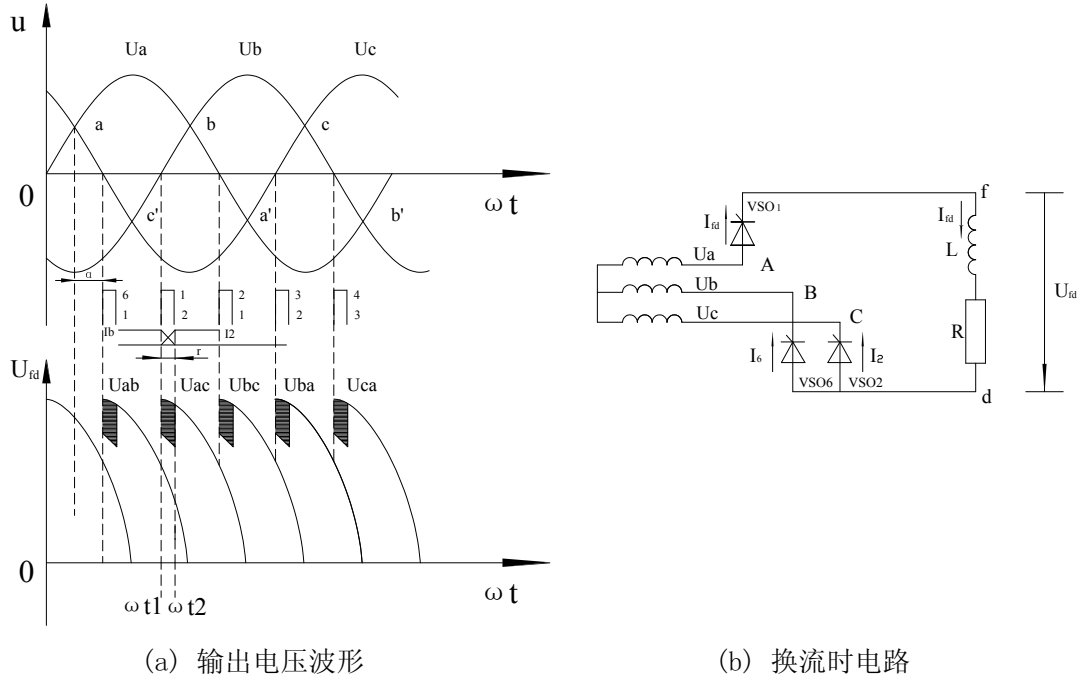 u
Ua Ub Uc
a b c
0
ωt
c' a' b'
α
6 1 2 3 4
1 2 1 2 3
Ib I2
r
Ufd
Uab Uac Ubc Uba Uca
0
ωt
ωt1 ωt2
(a) 输出电压波形
f
VSO1
Ifd
Ifd
L
Ua A
Ub B
Uc C
Ufd
R
I6 I2
VSO6 VSO2
d
(b) 换流时电路